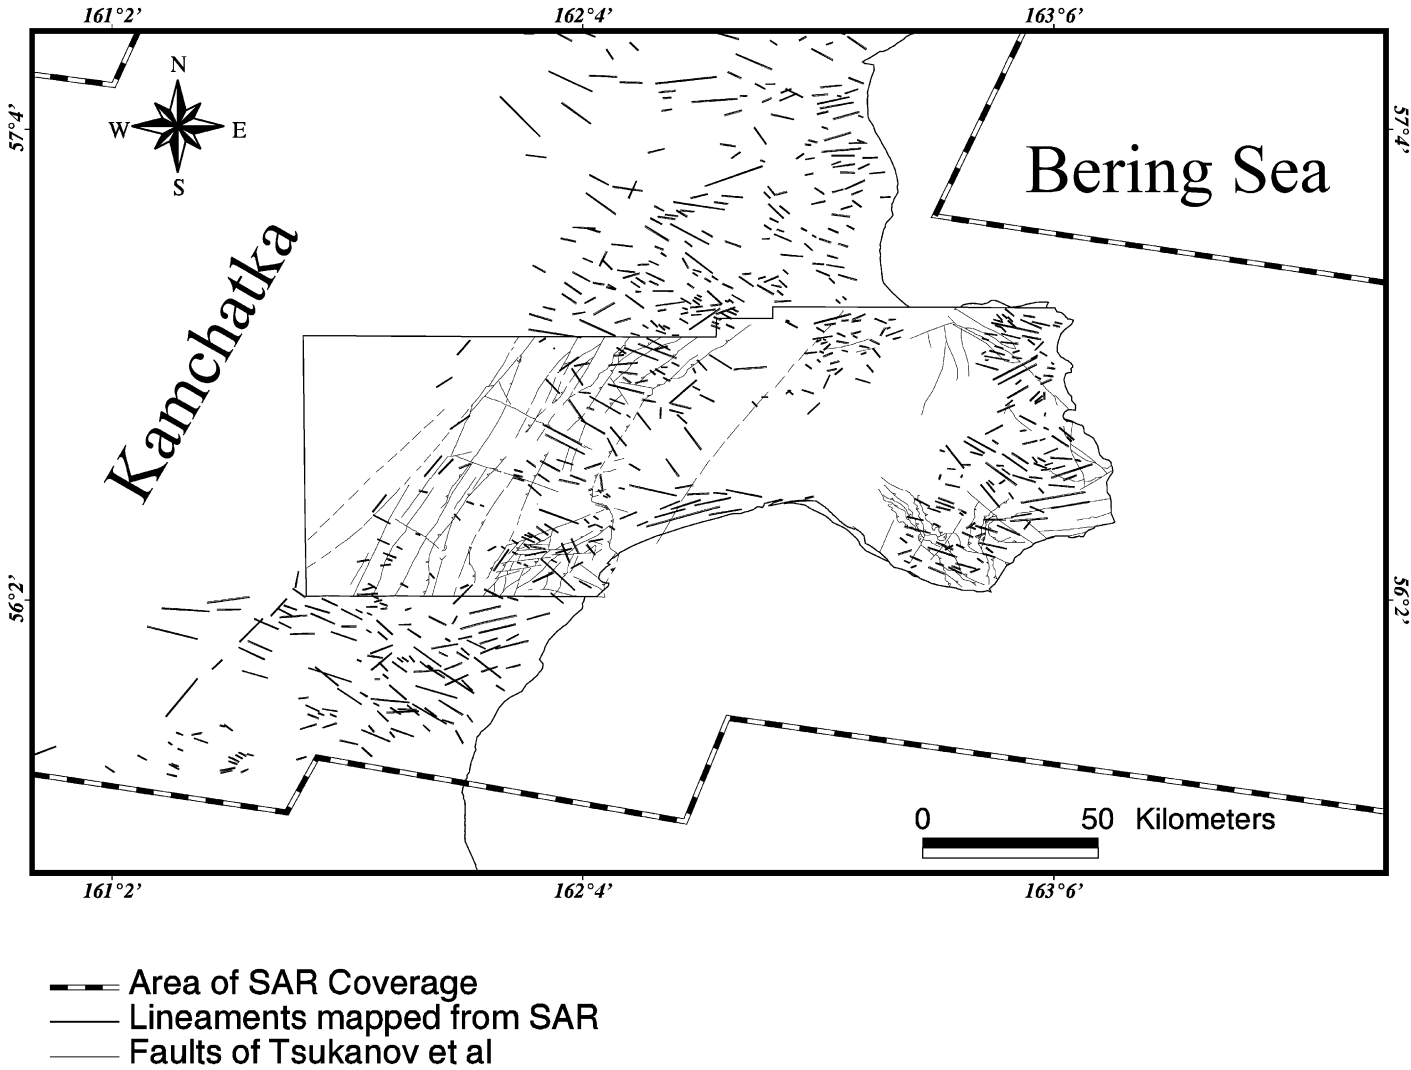 161°2’ 162°4’ 163°6’
N
W E
S
57°4’
57°4’
Bering Sea
Kamchatka
56°2’
56°2’
0 50 Kilometers
161°2’ 162°4’ 163°6’
Area of SAR Coverage
Lineaments mapped from SAR
Faults of Tsukanov et al